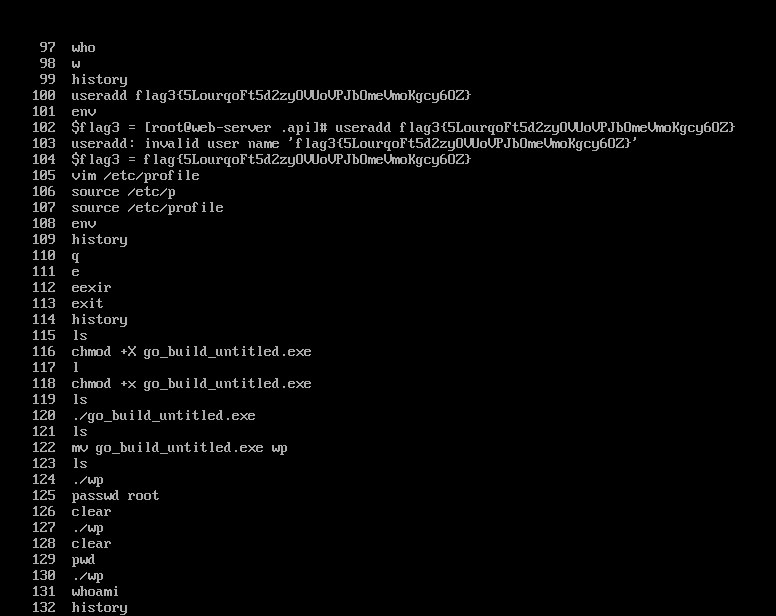 97 who
98 w
99 history
100 useradd flag3{5LourqoFt5d2zyOVUoVPJbOmeVmoKgcy6OZ}
101 env
102 $flag3 = [root@web-server .api]# useradd flag3{5LourqoFt5d2zyOVUoVPJbOmeVmoKgcy6OZ}
103 useradd: invalid user name 'flag3{5LourqoFt5d2zyOVUoVPJbOmeVmoKgcy6OZ}'
104 $flag3 = flag{5LourqoFt5d2zyOVUoVPJbOmeVmoKgcy6OZ}
105 vim /etc/profile
106 source /etc/p
107 source /etc/profile
108 env
109 history
110 q
111 e
112 eexir
113 exit
114 history
115 ls
116 chmod +X go_build_untitled.exe
117 l
118 chmod +x go_build_untitled.exe
119 ls
120 ./go_build_untitled.exe
121 ls
122 mv go_build_untitled.exe wp
123 ls
124 ./wp
125 passwd root
126 clear
127 ./wp
128 clear
129 pwd
130 ./wp
131 whoami
132 history